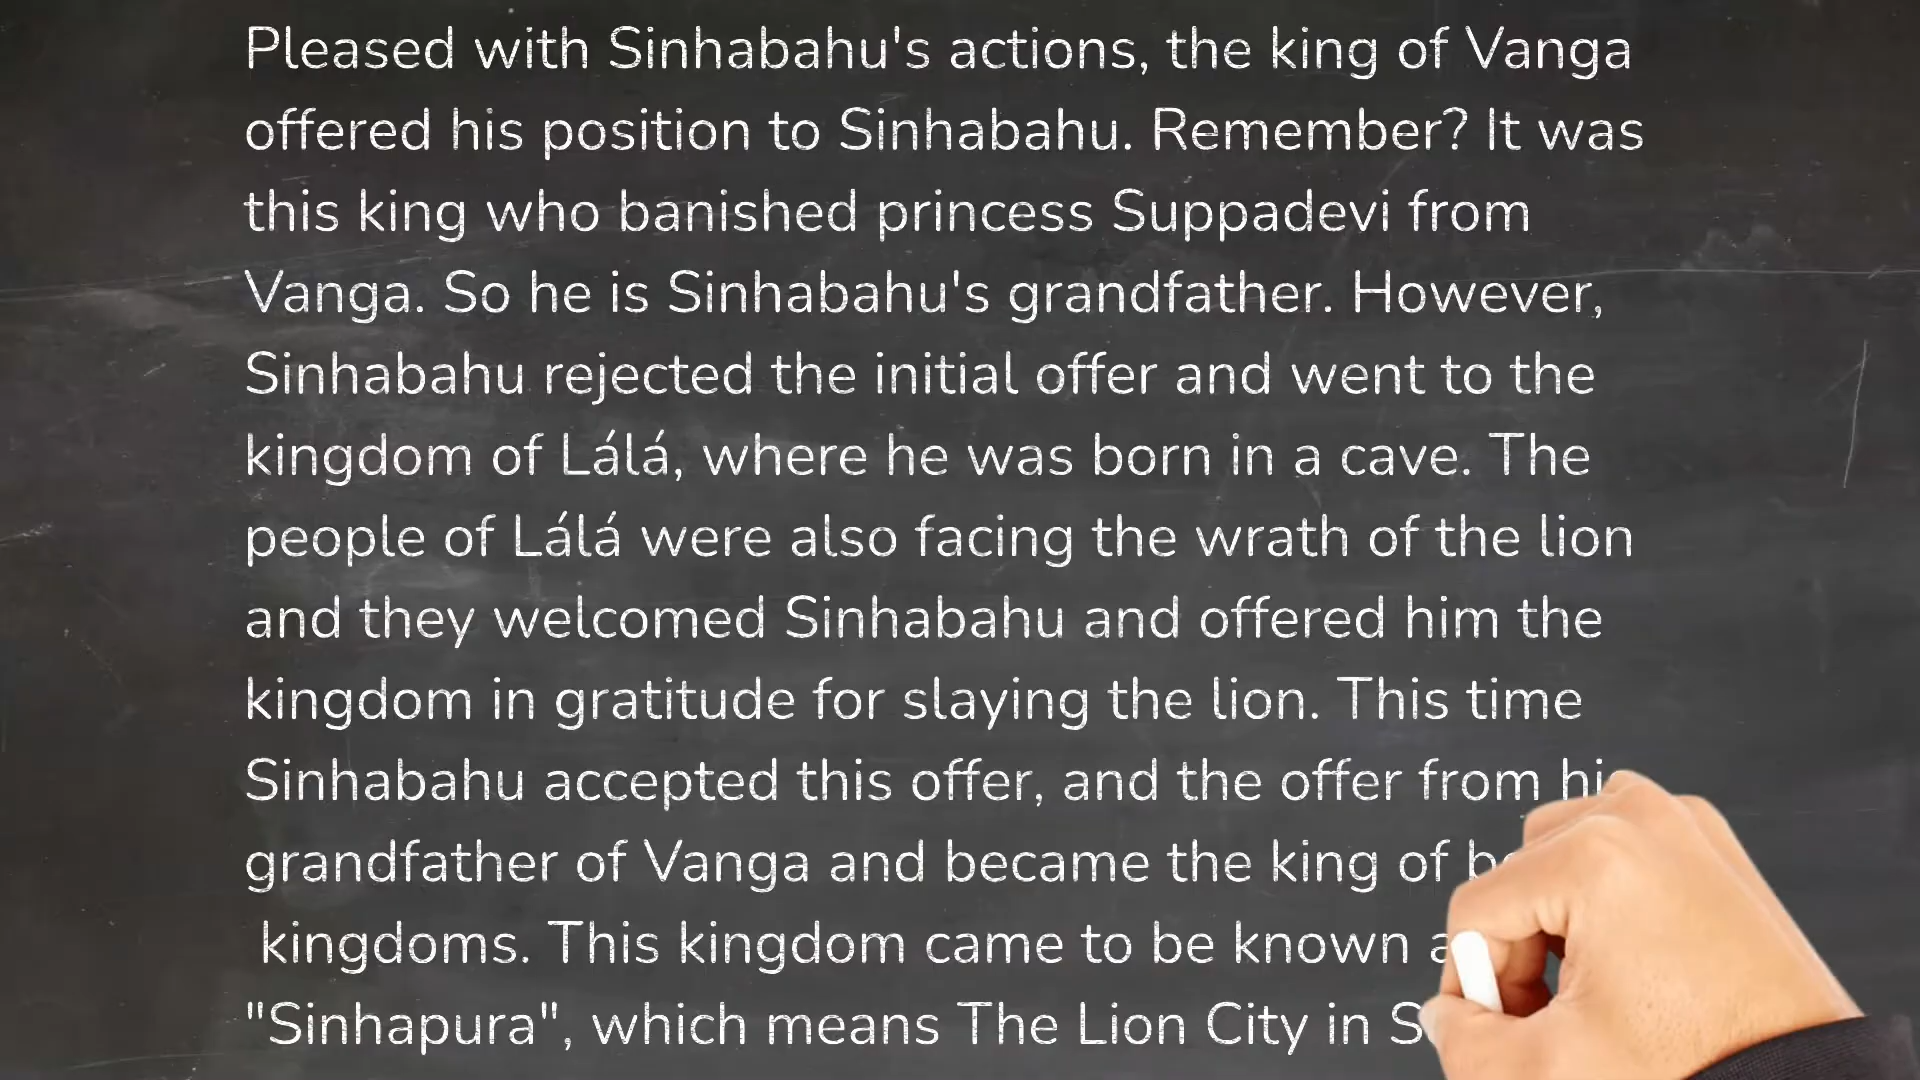 Pleased with Sinhabahu's actions, the king of Vanga
offered his position to Sinhabahu. Remember? It was
this king who banished princess Suppadevi from
Vanga. So he is Sinhabahu's grandfather. However,
Sinhabahu rejected the initial offer and went to the
kingdom of Lálá, where he was born in a cave. The
people of Lálá were also facing the wrath of the lion
and they welcomed Sinhabahu and offered him the
kingdom in gratitude for slaying the lion. This time
Sinhabahu accepted this offer, and the offer from
grandfather of Vanga and became the king of
kingdoms. This kingdom came to be known
"Sinhapura", which means The Lion City in